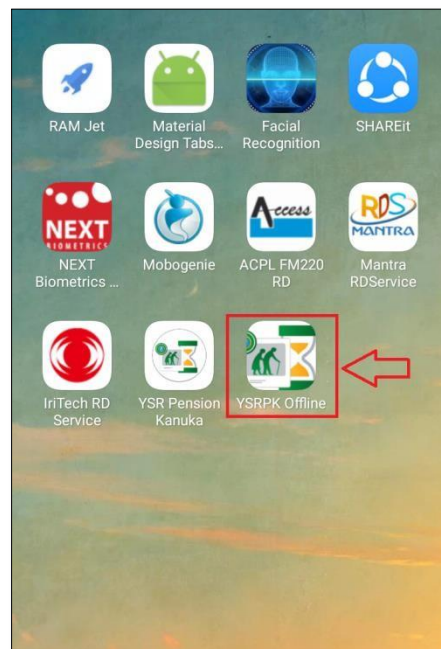 RAM Jet
Material
Design Tabs...
Facial
Recognition
SHAREit
NEXT
BIOMETRICS
NEXT
Biometrics ...
Mobogenie
Access
ACPL FM220
RD
RDS
MANTRA
Mantra
RDService
IriTech RD
Service
YSR Pension
Kanuka
YSRPK Offline